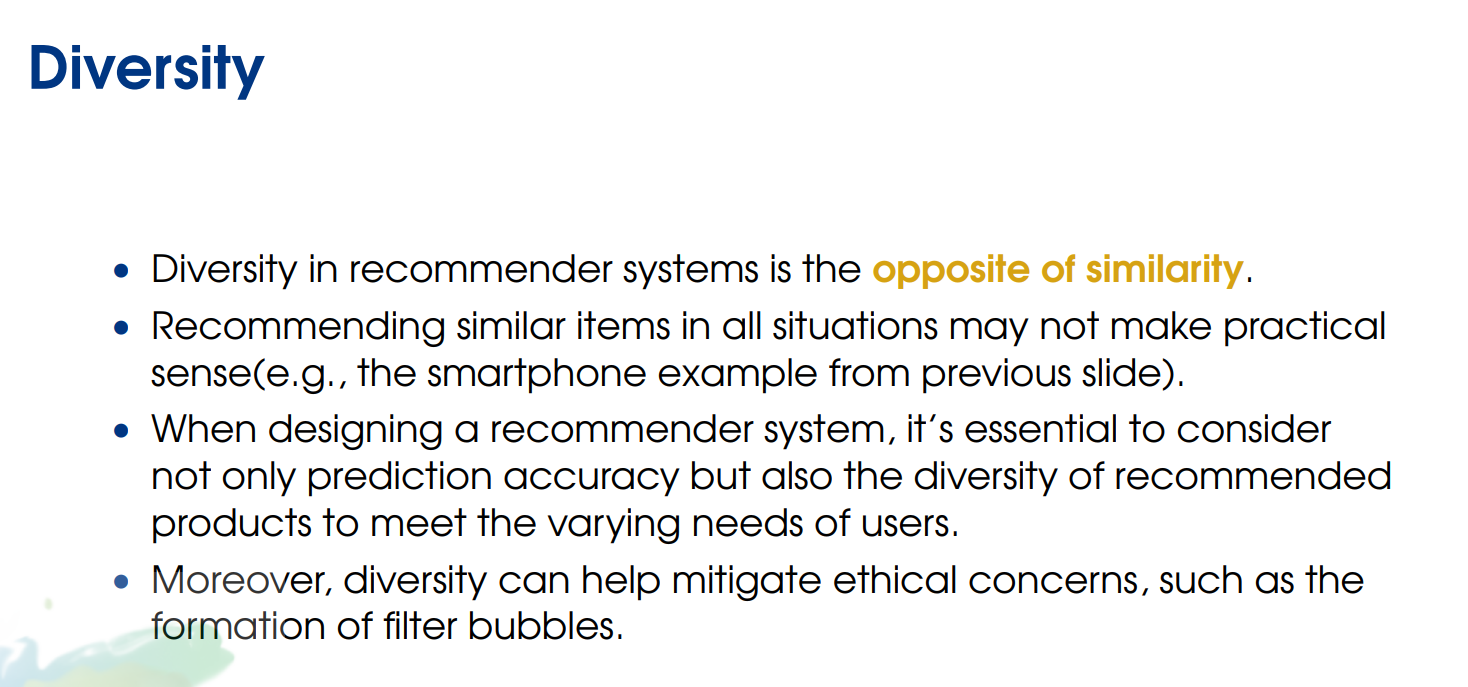 Diversity
• Diversity in recommender systems is the opposite of similarity.
• Recommending similar items in all situations may not make practical
sense(e.g., the smartphone example from previous slide).
• When designing a recommender system, it's essential to consider
not only prediction accuracy but also the diversity of recommended
products to meet the varying needs of users.
• Moreover, diversity can help mitigate ethical concerns, such as the
formation of filter bubbles.